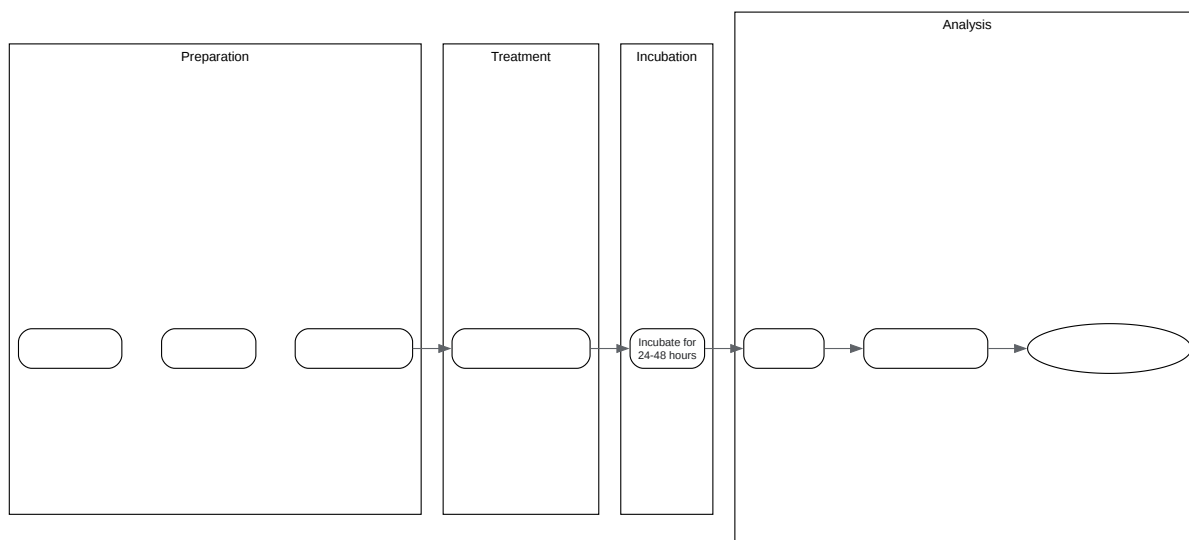 Preparation
Treatment
Incubation
Analysis
Incubate for
24-48 hours